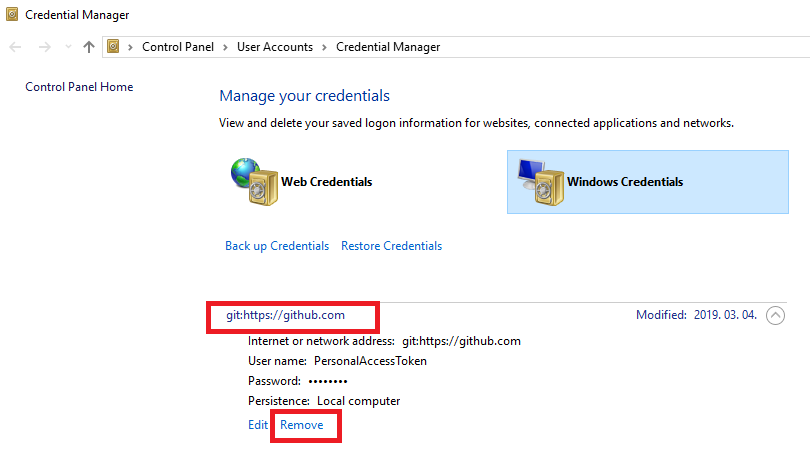 Credential Manager
Control Panel > User Accounts > Credential Manager
Control Panel Home
Manage your credentials
View and delete your saved logon information for websites, connected applications and networks.
Web Credentials
Windows Credentials
Back up Credentials Restore Credentials
git:https://github.com Modified: 2019. 03. 04.
Internet or network address: git:https://github.com
User name: PersonalAccessToken
Password: ••••••••
Persistence: Local computer
Edit Remove